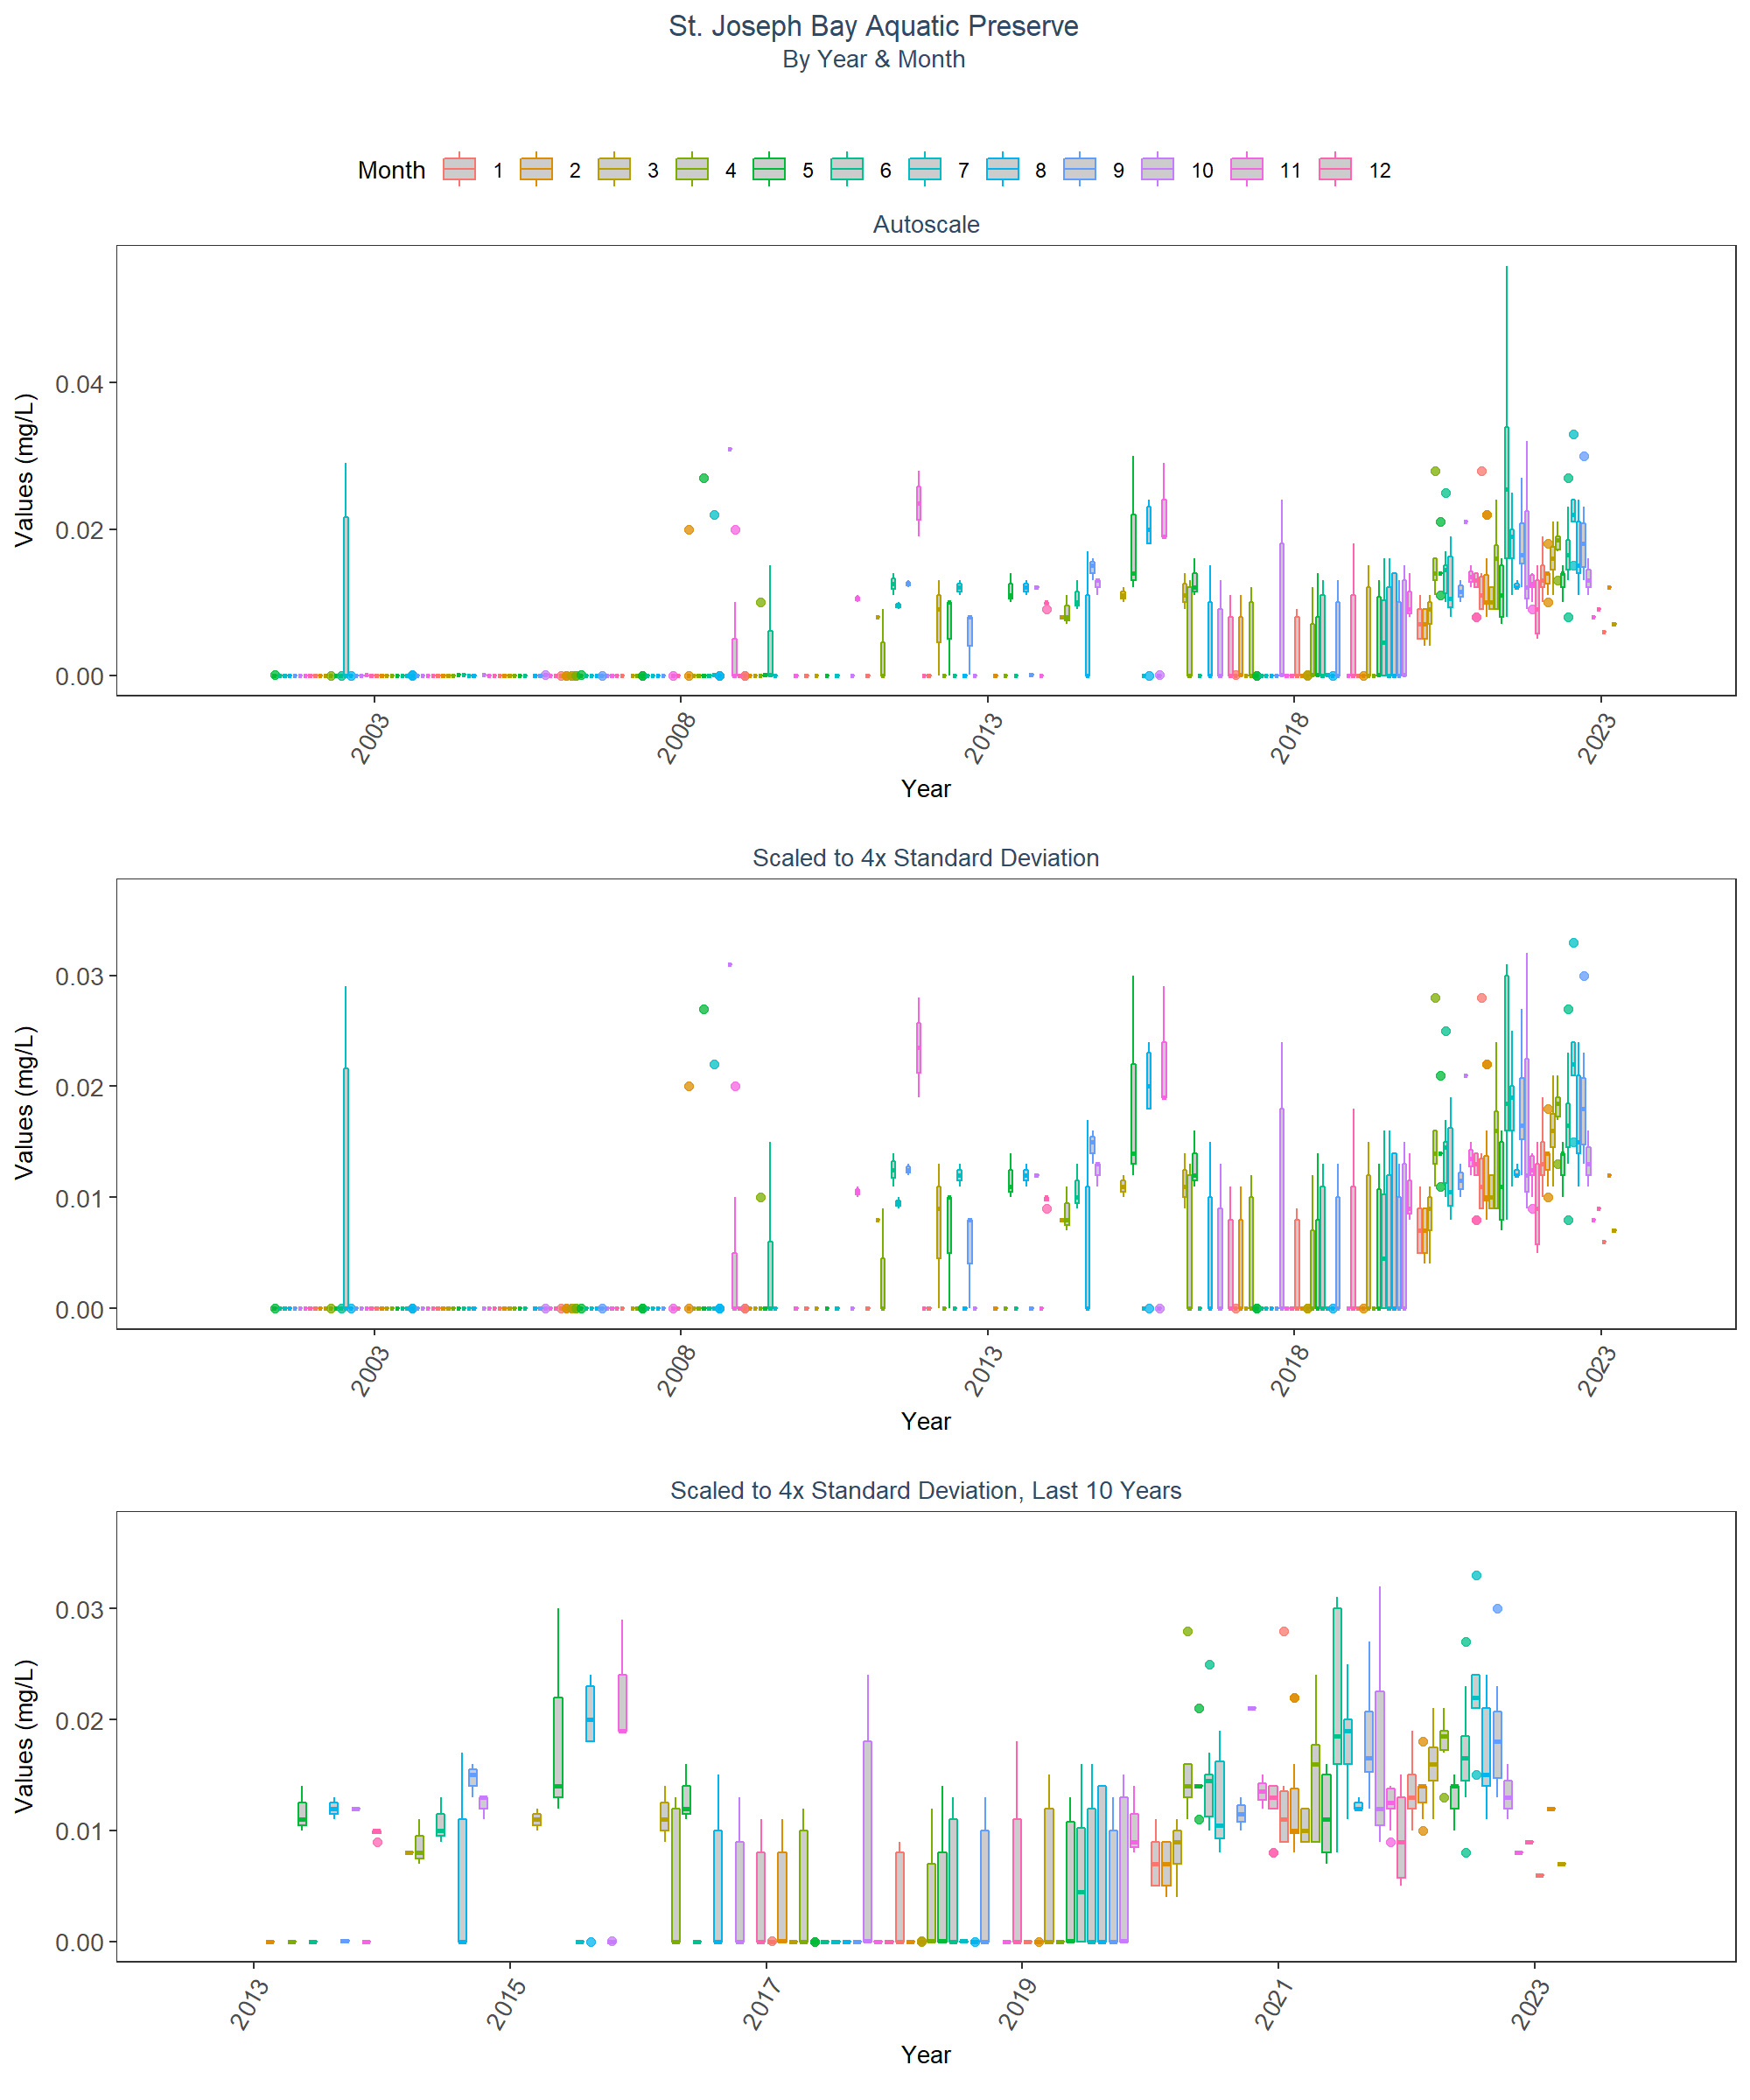 St. Joseph Bay Aquatic Preserve
By Year & Month
Month 1 2 3 4 5 6 7 8 9 10 11 12
Autoscale
Values (mg/L)
0.04
0.02
0.00
2003 2008 2013 2018 2023
Year
Scaled to 4x Standard Deviation
Values (mg/L)
0.03
0.02
0.01
0.00
2003 2008 2013 2018 2023
Year
Scaled to 4x Standard Deviation, Last 10 Years
Values (mg/L)
0.03
0.02
0.01
0.00
2013 2015 2017 2019 2021 2023
Year